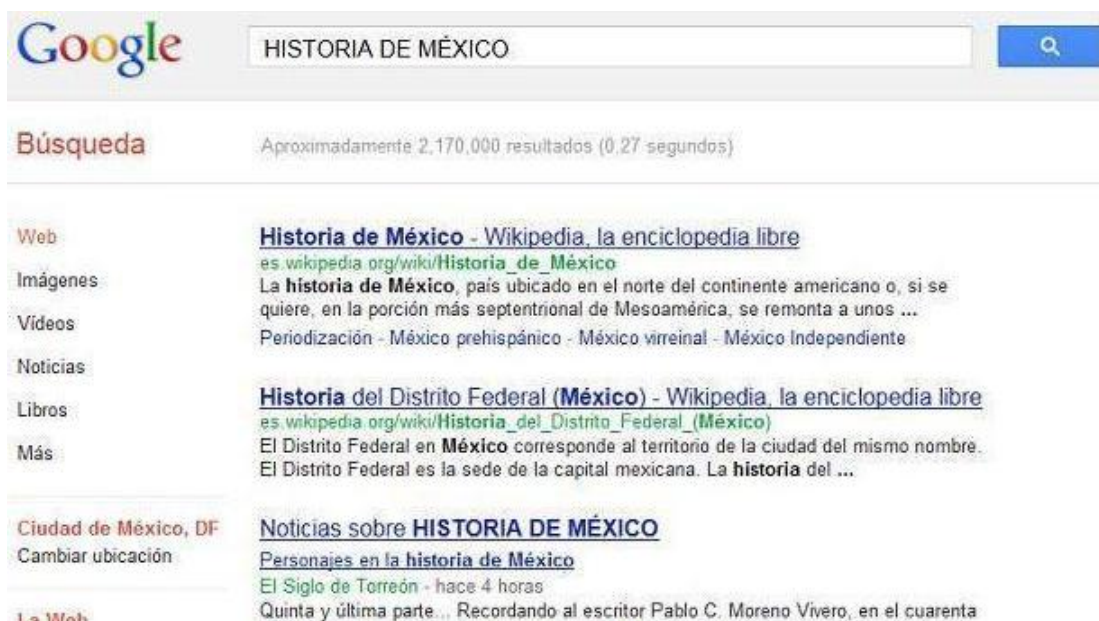 Google
HISTORIA DE MÉXICO
Búsqueda
Aproximadamente 2,170,000 resultados (0.27 segundos)
Web
Imágenes
Vídeos
Noticias
Libros
Más
Ciudad de México, DF
Cambiar ubicación
La Web
Historia de México - Wikipedia, la enciclopedia libre
es.wikipedia.org/wiki/Historia_de_México
La historia de México, país ubicado en el norte del continente americano o, si se
quiere, en la porción más septentrional de Mesoamérica, se remonta a unos ...
Periodización - México prehispánico - México virreinal - México Independiente
Historia del Distrito Federal (México) - Wikipedia, la enciclopedia libre
es.wikipedia.org/wiki/Historia_del_Distrito_Federal_(México)
El Distrito Federal en México corresponde al territorio de la ciudad del mismo nombre.
El Distrito Federal es la sede de la capital mexicana. La historia del ...
Noticias sobre HISTORIA DE MÉXICO
Personajes en la historia de México
El Siglo de Torreón - hace 4 horas
Quinta y última parte... Recordando al escritor Pablo C. Moreno Vivero, en el cuarenta